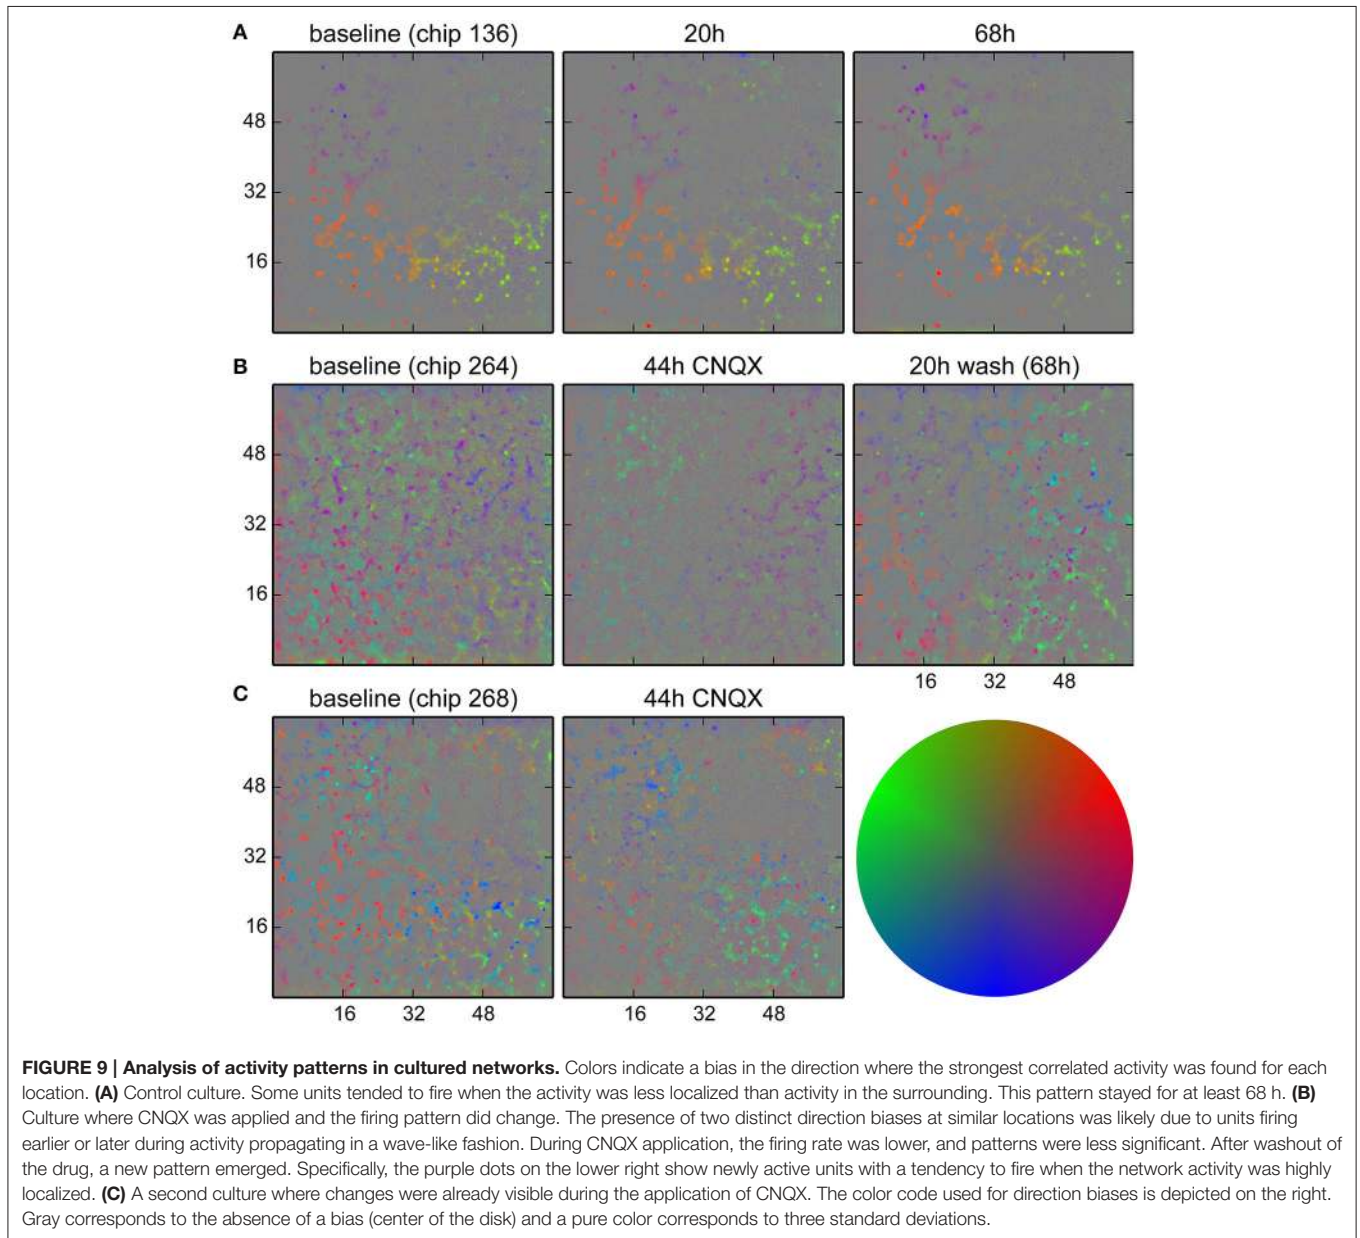 A baseline (chip 136) 20h 68h
48
32
16
16 32 48
B baseline (chip 264) 44h CNQX 20h wash (68h)
48
32
16
16 32 48
C baseline (chip 268) 44h CNQX
48
32
16
16 32 48 16 32 48
FIGURE 9 | Analysis of activity patterns in cultured networks. Colors indicate a bias in the direction where the strongest correlated activity was found for each
location. (A) Control culture. Some units tended to fire when the activity was less localized than activity in the surrounding. This pattern stayed for at least 68 h. (B)
Culture where CNQX was applied and the firing pattern did change. The presence of two distinct direction biases at similar locations was likely due to units firing
earlier or later during activity propagating in a wave-like fashion. During CNQX application, the firing rate was lower, and patterns were less significant. After washout of
the drug, a new pattern emerged. Specifically, the purple dots on the lower right show newly active units with a tendency to fire when the network activity was highly
localized. (C) A second culture where changes were already visible during the application of CNQX. The color code used for direction biases is depicted on the right.
Gray corresponds to the absence of a bias (center of the disk) and a pure color corresponds to three standard deviations.